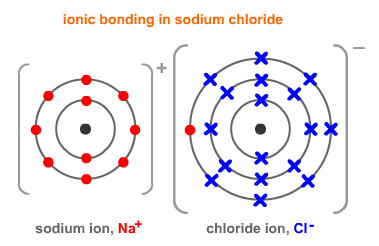 ionic bonding in sodium chloride
+
−
sodium ion, Na+
chloride ion, Cl-